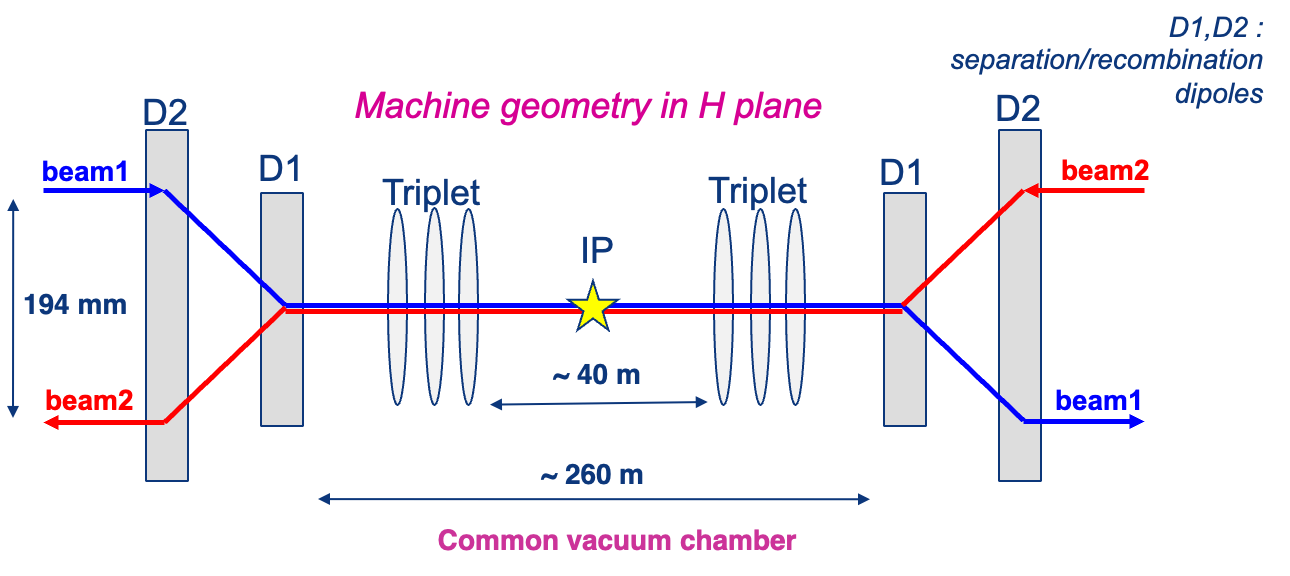 D1,D2 :
separation/recombination
dipoles
Machine geometry in H plane
D2
D2
D1
D1
beam1
beam2
Triplet
Triplet
IP
194 mm
~ 40 m
beam2
beam1
~ 260 m
Common vacuum chamber